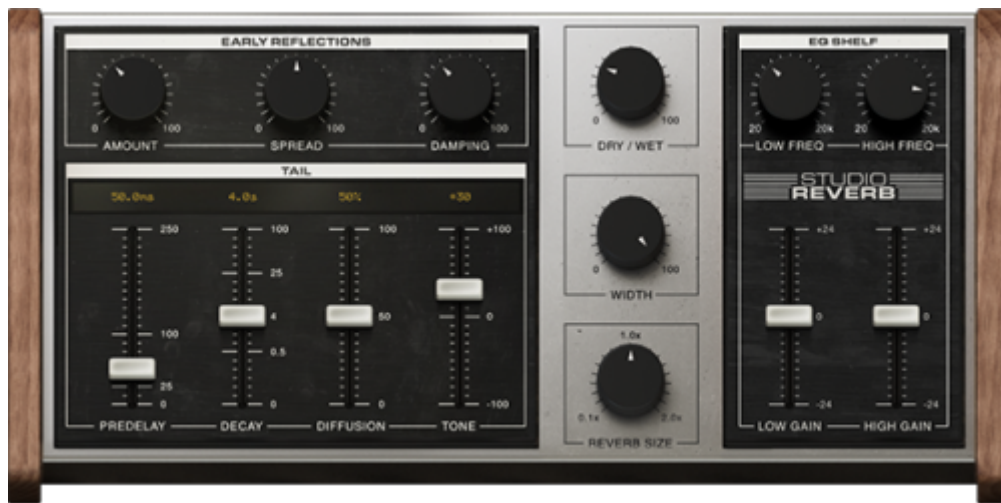 EARLY REFLECTIONS
0 100
AMOUNT
0 100
SPREAD
0 100
DAMPING
TAIL
50.0ms 4.0s 50% +30
250
100
25
0
PREDELAY
100
25
4
0.5
0
DECAY
100
50
0
DIFFUSION
+100
0
-100
TONE
0 100
DRY / WET
0 100
WIDTH
1.0x
0.1x 2.0x
REVERB SIZE
EQ SHELF
20 20k
LOW FREQ
20 20k
HIGH FREQ
STUDIO
REVERB
+24
0
-24
LOW GAIN
+24
0
-24
HIGH GAIN